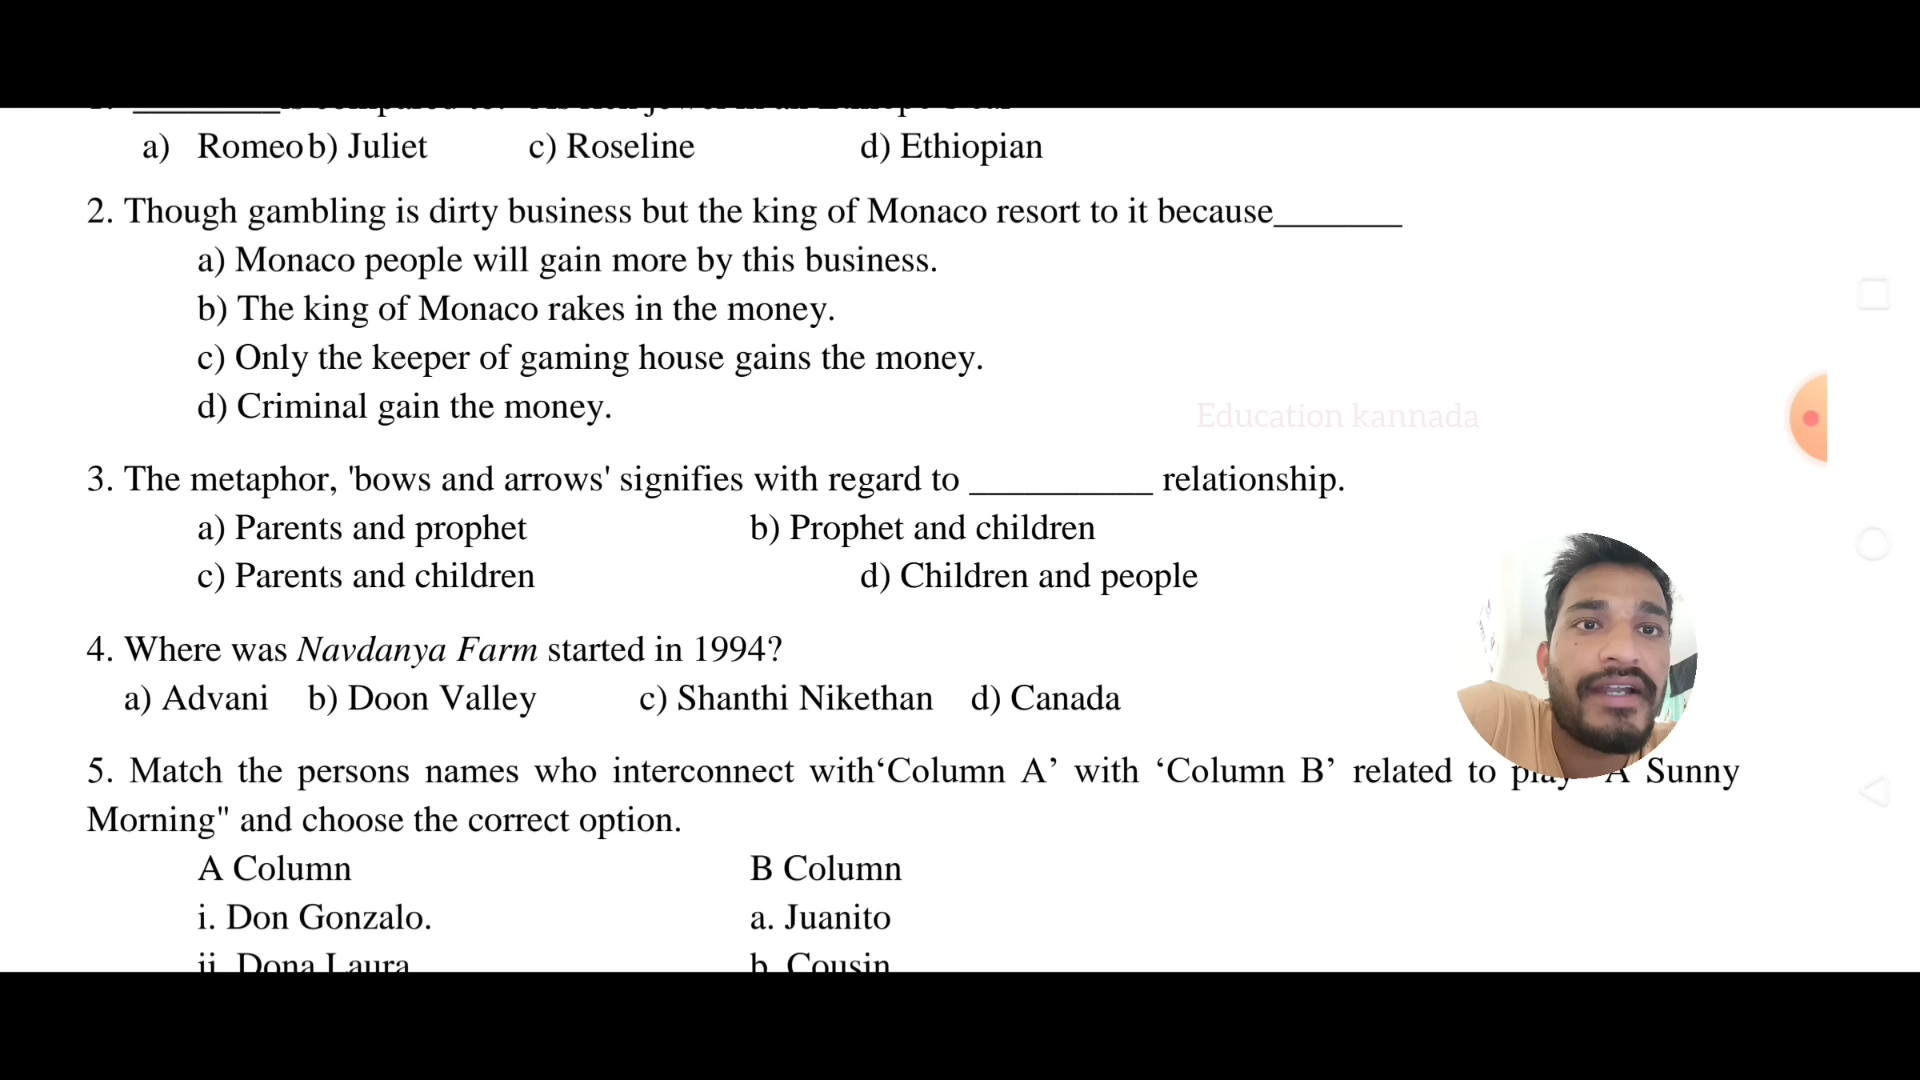 a) Romeo b) Juliet c) Roseline d) Ethiopian
2. Though gambling is dirty business but the king of Monaco resort to it because_______
a) Monaco people will gain more by this business.
b) The king of Monaco rakes in the money.
c) Only the keeper of gaming house gains the money.
d) Criminal gain the money.
Education kannada
3. The metaphor, 'bows and arrows' signifies with regard to __________ relationship.
a) Parents and prophet b) Prophet and children
c) Parents and children d) Children and people
4. Where was Navdanya Farm started in 1994?
a) Advani b) Doon Valley c) Shanthi Nikethan d) Canada
5. Match the persons names who interconnect with‘Column A’ with ‘Column B’ related to A Sunny
Morning" and choose the correct option.
A Column B Column
i. Don Gonzalo. a. Juanito
ii. Dona Laura b. Cousin